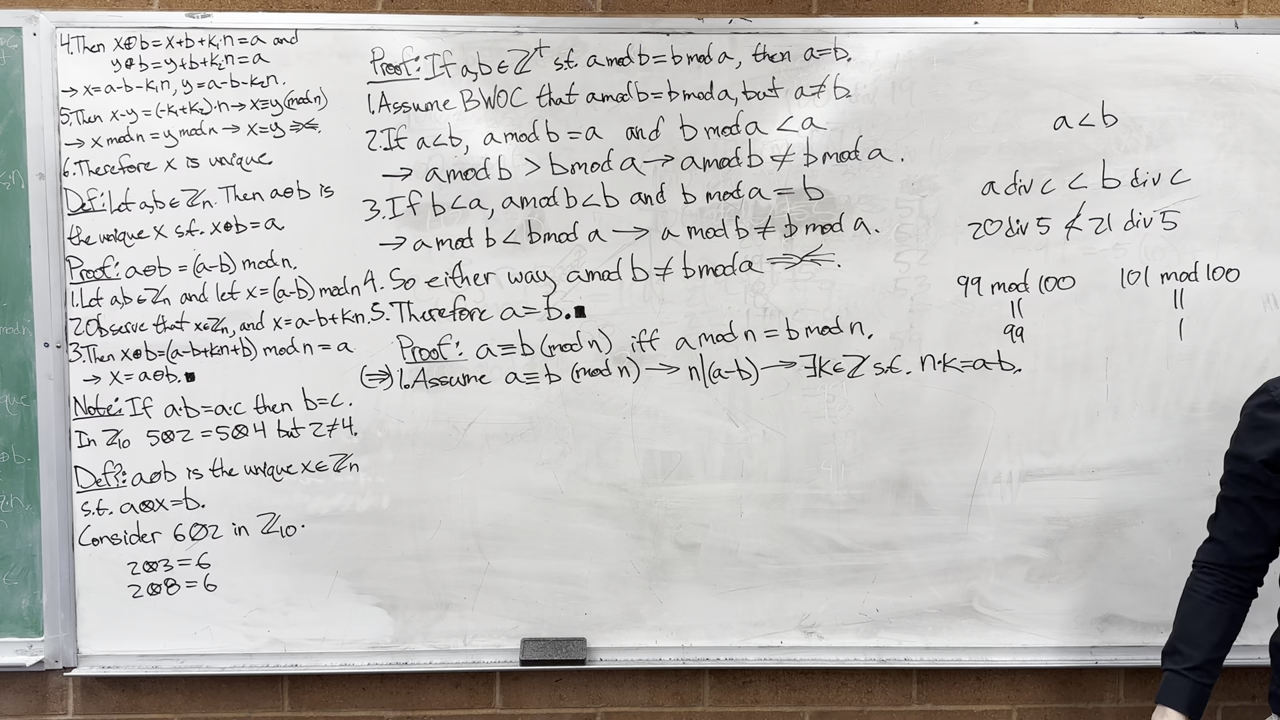 4.Then x⊕b=x+b+k₁n=a and
y⊕b=y+b+k₂n=a
→ x=a-b-k₁n, y=a-b-k₂n.
5.Then x-y=(-k₁+k₂)·n→x≡y(mod n)
→ x mod n = y mod n → x=y ⇒⇐.
6.Therefore x is unique.
Def: Let a,b∈ℤₙ. Then a⊖b is
the unique x s.t. x⊕b=a.
Proof: a⊖b = (a-b) mod n.
1.Let a,b∈ℤₙ and let x=(a-b) mod n
2.Observe that x∈ℤₙ, and x=a-b+kn.
3.Then x⊕b=(a-b+kn+b) mod n = a
→ x=a⊖b.■
Note: If a·b=a·c then b=c.
In ℤ₁₀ 5⊗2=5⊗4 but 2≠4.
Def?: a⊘b is the unique x∈ℤₙ
s.t. a⊗x=b.
Consider 6⊘2 in ℤ₁₀.
2⊗3=6
2⊗8=6
Proof: If a,b∈ℤ⁺ s.t. a mod b=b mod a, then a=b.
1.Assume BWOC that a mod b=b mod a, but a≠b.
2.If a<b, a mod b=a and b mod a<a
→ a mod b > b mod a → a mod b ≠ b mod a.
3.If b<a, a mod b<b and b mod a=b
→ a mod b < b mod a → a mod b ≠ b mod a.
4. So either way a mod b ≠ b mod a ⇒⇐.
5. Therefore a=b.■
Proof: a≡b (mod n) iff a mod n = b mod n.
(⇒) 1.Assume a≡b (mod n) → n|(a-b) → ∃k∈ℤ s.t. n·k=a-b.
a<b
a div c < b div c
20 div 5 ≮ 21 div 5
99 mod 100 101 mod 100
|| ||
99 1